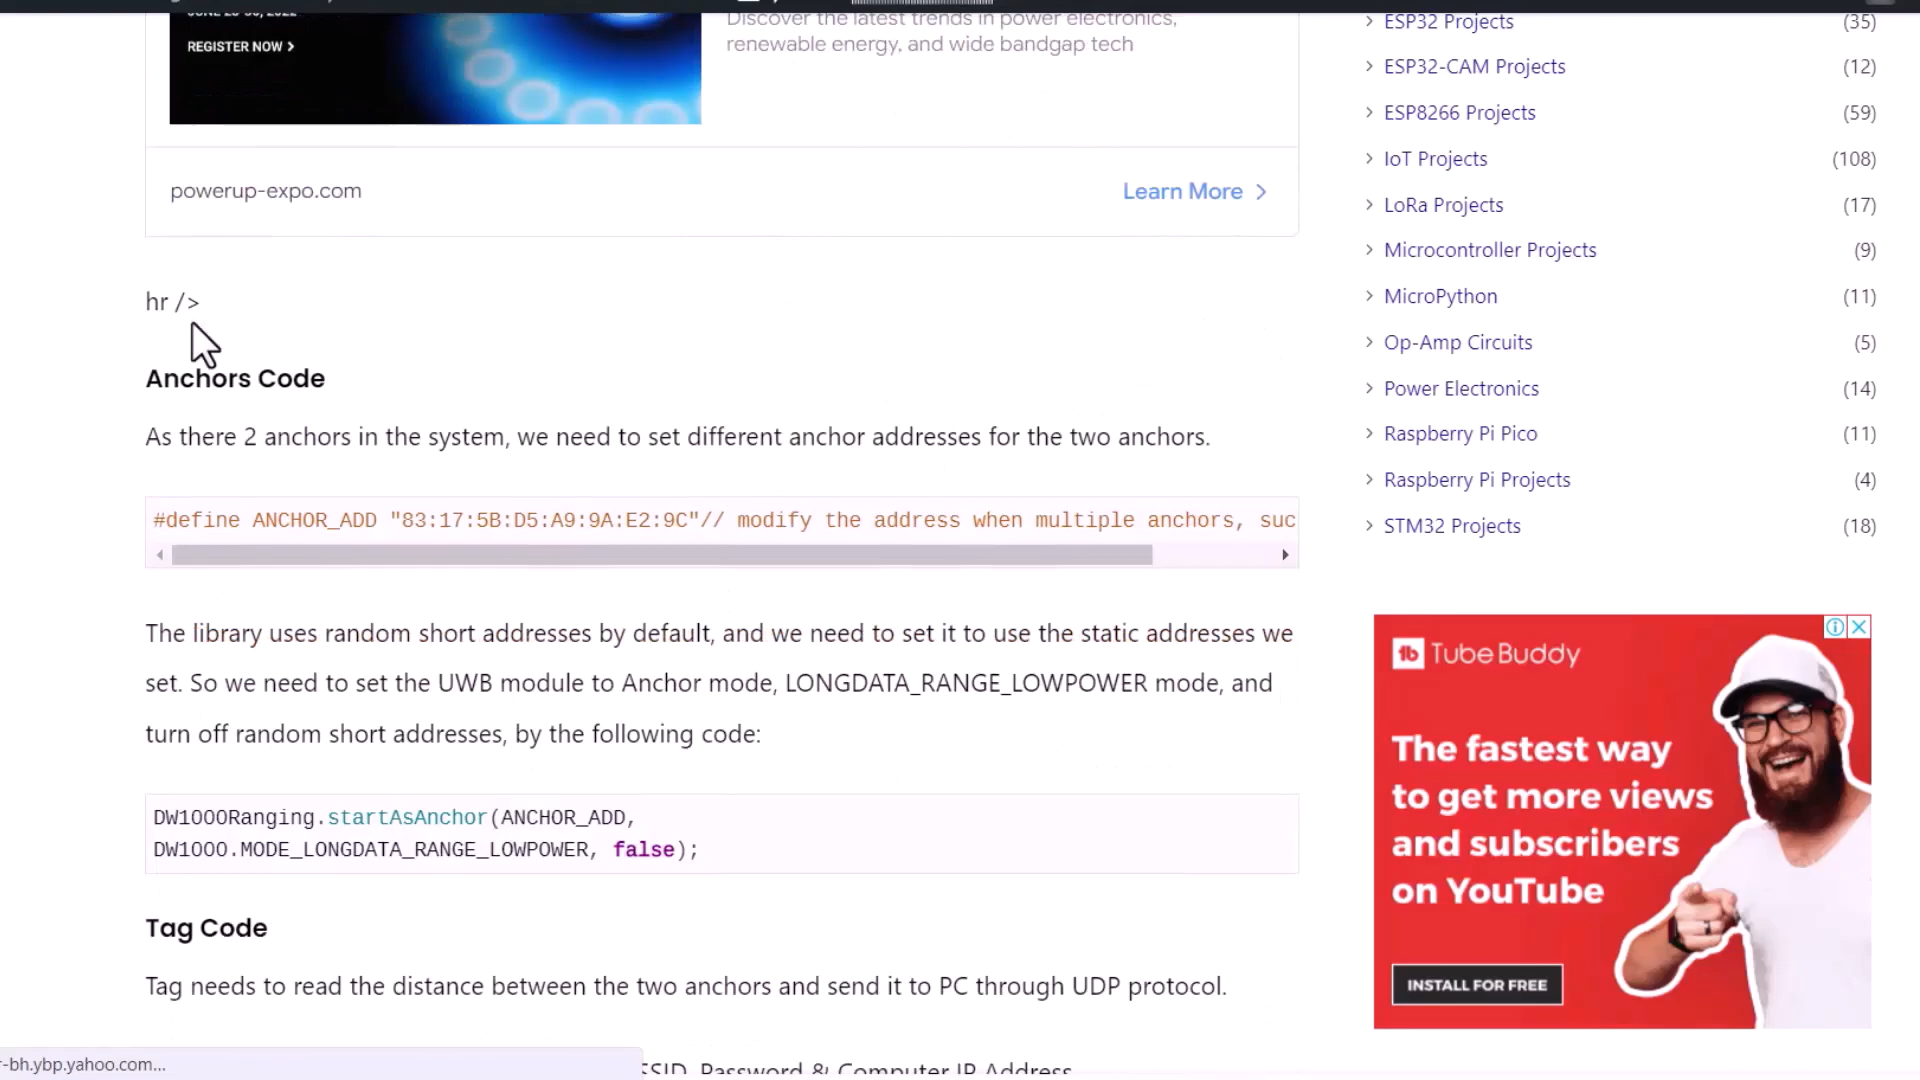 REGISTER NOW >
Discover the latest trends in power electronics,
renewable energy, and wide bandgap tech
powerup-expo.com
Learn More >
hr />
Anchors Code
As there 2 anchors in the system, we need to set different anchor addresses for the two anchors.
#define ANCHOR_ADD "83:17:5B:D5:A9:9A:E2:9C"// modify the address when multiple anchors, suc
The library uses random short addresses by default, and we need to set it to use the static addresses we
set. So we need to set the UWB module to Anchor mode, LONGDATA_RANGE_LOWPOWER mode, and
turn off random short addresses, by the following code:
DW1000Ranging.startAsAnchor(ANCHOR_ADD,
DW1000.MODE_LONGDATA_RANGE_LOWPOWER, false);
Tag Code
Tag needs to read the distance between the two anchors and send it to PC through UDP protocol.
SSID, Password & Computer IP Address
r-bh.ybp.yahoo.com...
> ESP32 Projects (35)
> ESP32-CAM Projects (12)
> ESP8266 Projects (59)
> IoT Projects (108)
> LoRa Projects (17)
> Microcontroller Projects (9)
> MicroPython (11)
> Op-Amp Circuits (5)
> Power Electronics (14)
> Raspberry Pi Pico (11)
> Raspberry Pi Projects (4)
> STM32 Projects (18)
tb TubeBuddy
The fastest way
to get more views
and subscribers
on YouTube
INSTALL FOR FREE